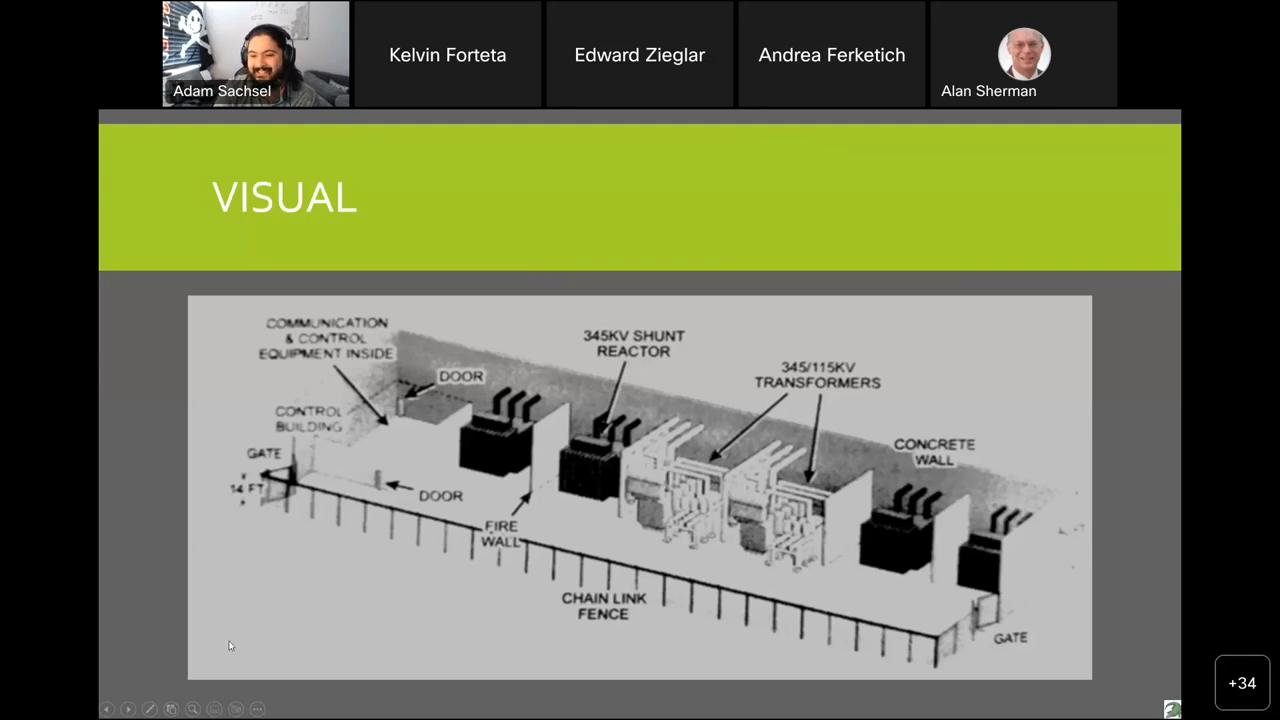 Adam Sachsel
Kelvin Forteta
Edward Zieglar
Andrea Ferketich
Alan Sherman
VISUAL
COMMUNICATION
& CONTROL
EQUIPMENT INSIDE
DOOR
345KV SHUNT
REACTOR
345/115KV
TRANSFORMERS
CONTROL
BUILDING
GATE
14 FT
DOOR
FIRE
WALL
CONCRETE
WALL
CHAIN LINK
FENCE
GATE
+34